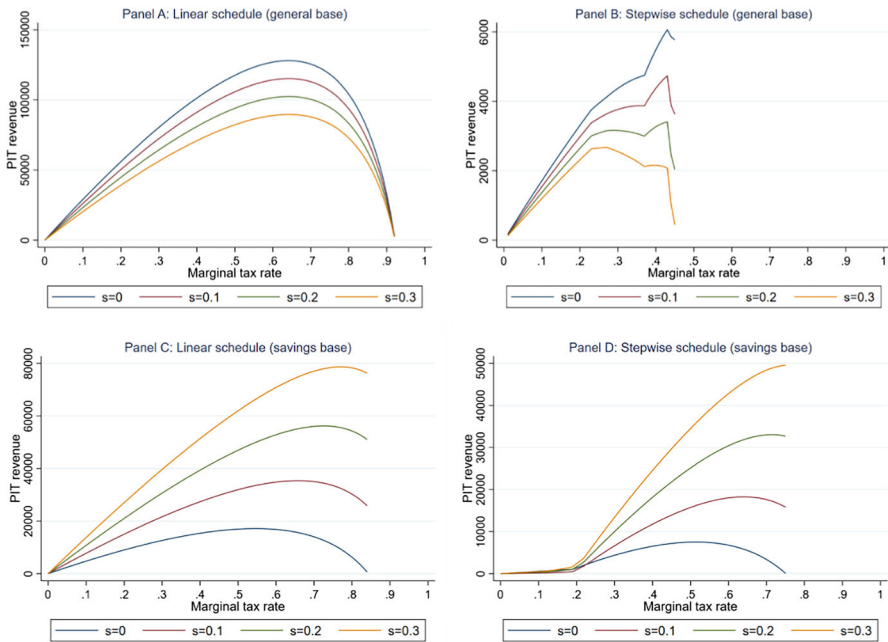 Panel A: Linear schedule (general base)
PIT revenue
150000
100000
50000
0
0 .1 .2 .3 .4 .5 .6 .7 .8 .9 1
Marginal tax rate
s=0 s=0.1 s=0.2 s=0.3
Panel B: Stepwise schedule (general base)
PIT revenue
6000
4000
2000
0
0 .1 .2 .3 .4 .5 .6 .7 .8 .9 1
Marginal tax rate
s=0 s=0.1 s=0.2 s=0.3
Panel C: Linear schedule (savings base)
PIT revenue
80000
60000
40000
20000
0
0 .1 .2 .3 .4 .5 .6 .7 .8 .9 1
Marginal tax rate
s=0 s=0.1 s=0.2 s=0.3
Panel D: Stepwise schedule (savings base)
PIT revenue
50000
40000
30000
20000
10000
0
0 .1 .2 .3 .4 .5 .6 .7 .8 .9 1
Marginal tax rate
s=0 s=0.1 s=0.2 s=0.3